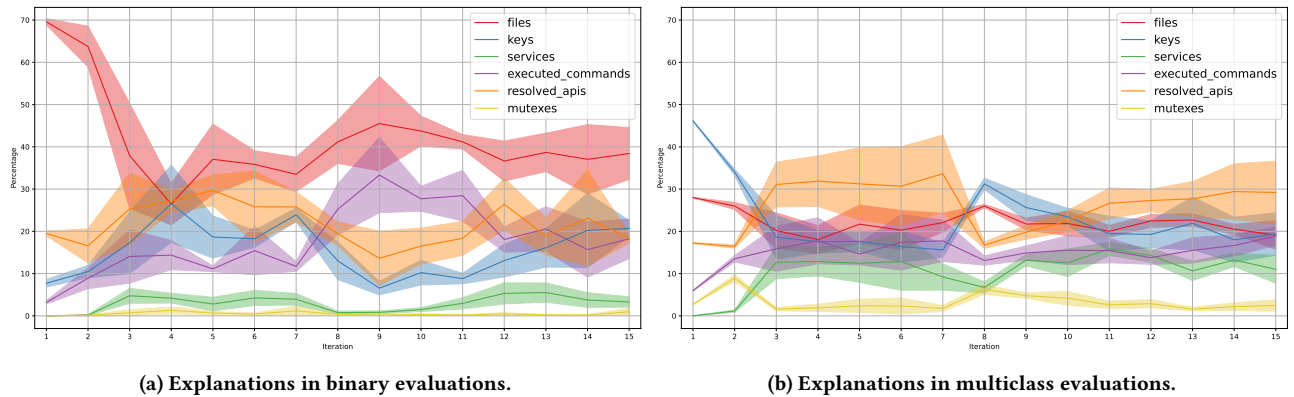 70
60
50
40
30
20
10
0
Percentage
1 2 3 4 5 6 7 8 9 10 11 12 13 14 15
Iteration
files
keys
services
executed_commands
resolved_apis
mutexes
(a) Explanations in binary evaluations.
70
60
50
40
30
20
10
0
Percentage
1 2 3 4 5 6 7 8 9 10 11 12 13 14 15
Iteration
files
keys
services
executed_commands
resolved_apis
mutexes
(b) Explanations in multiclass evaluations.